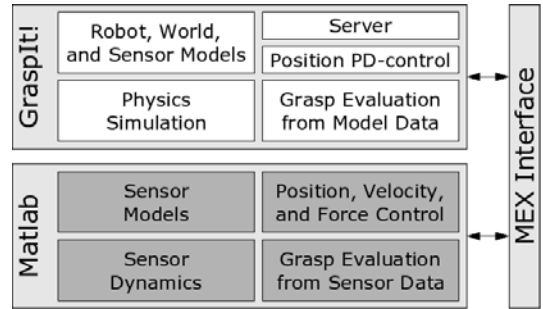 GraspIt!
Robot, World,
and Sensor Models
Server
Position PD-control
Physics
Simulation
Grasp Evaluation
from Model Data
Matlab
Sensor
Models
Position, Velocity,
and Force Control
Sensor
Dynamics
Grasp Evaluation
from Sensor Data
MEX Interface